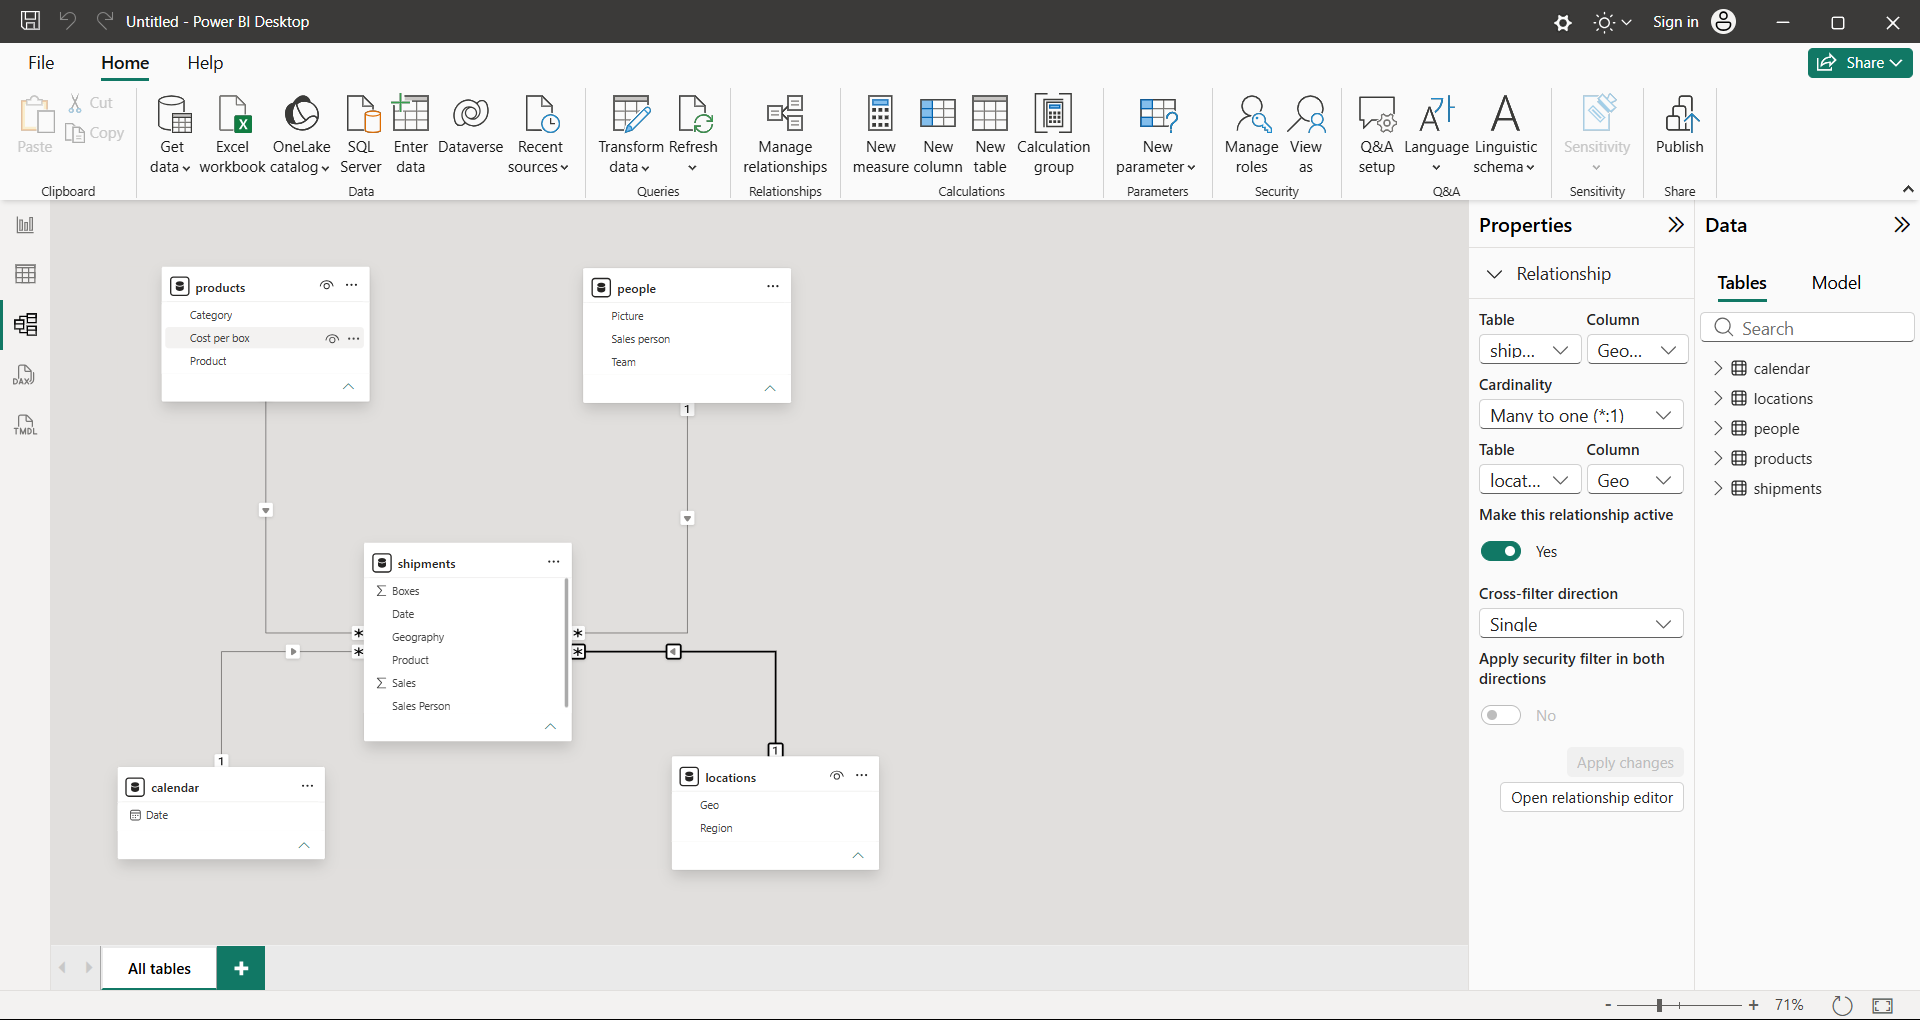 Untitled - Power BI Desktop
Sign in
File
Home
Help
Share
Paste
Cut
Copy
Clipboard
Get data
Excel workbook
OneLake catalog
SQL Server
Enter data
Dataverse
Recent sources
Data
Transform data
Refresh
Queries
Manage relationships
Relationships
New measure
New column
New table
Calculation group
Calculations
New parameter
Parameters
Manage roles
View as
Security
Q&A setup
Language
Linguistic schema
Q&A
Sensitivity
Sensitivity
Publish
Share
DAX
TMDL
products
Category
Cost per box
Product
people
Picture
Sales person
Team
1
shipments
Boxes
Date
Geography
Product
Sales
Sales Person
*
*
*
*
1
calendar
Date
1
locations
Geo
Region
All tables
Properties
Relationship
Table
Column
ship...
Geo...
Cardinality
Many to one (*:1)
Table
Column
locat...
Geo
Make this relationship active
Yes
Cross-filter direction
Single
Apply security filter in both
directions
No
Apply changes
Open relationship editor
Data
Tables
Model
Search
calendar
locations
people
products
shipments
- + 71%